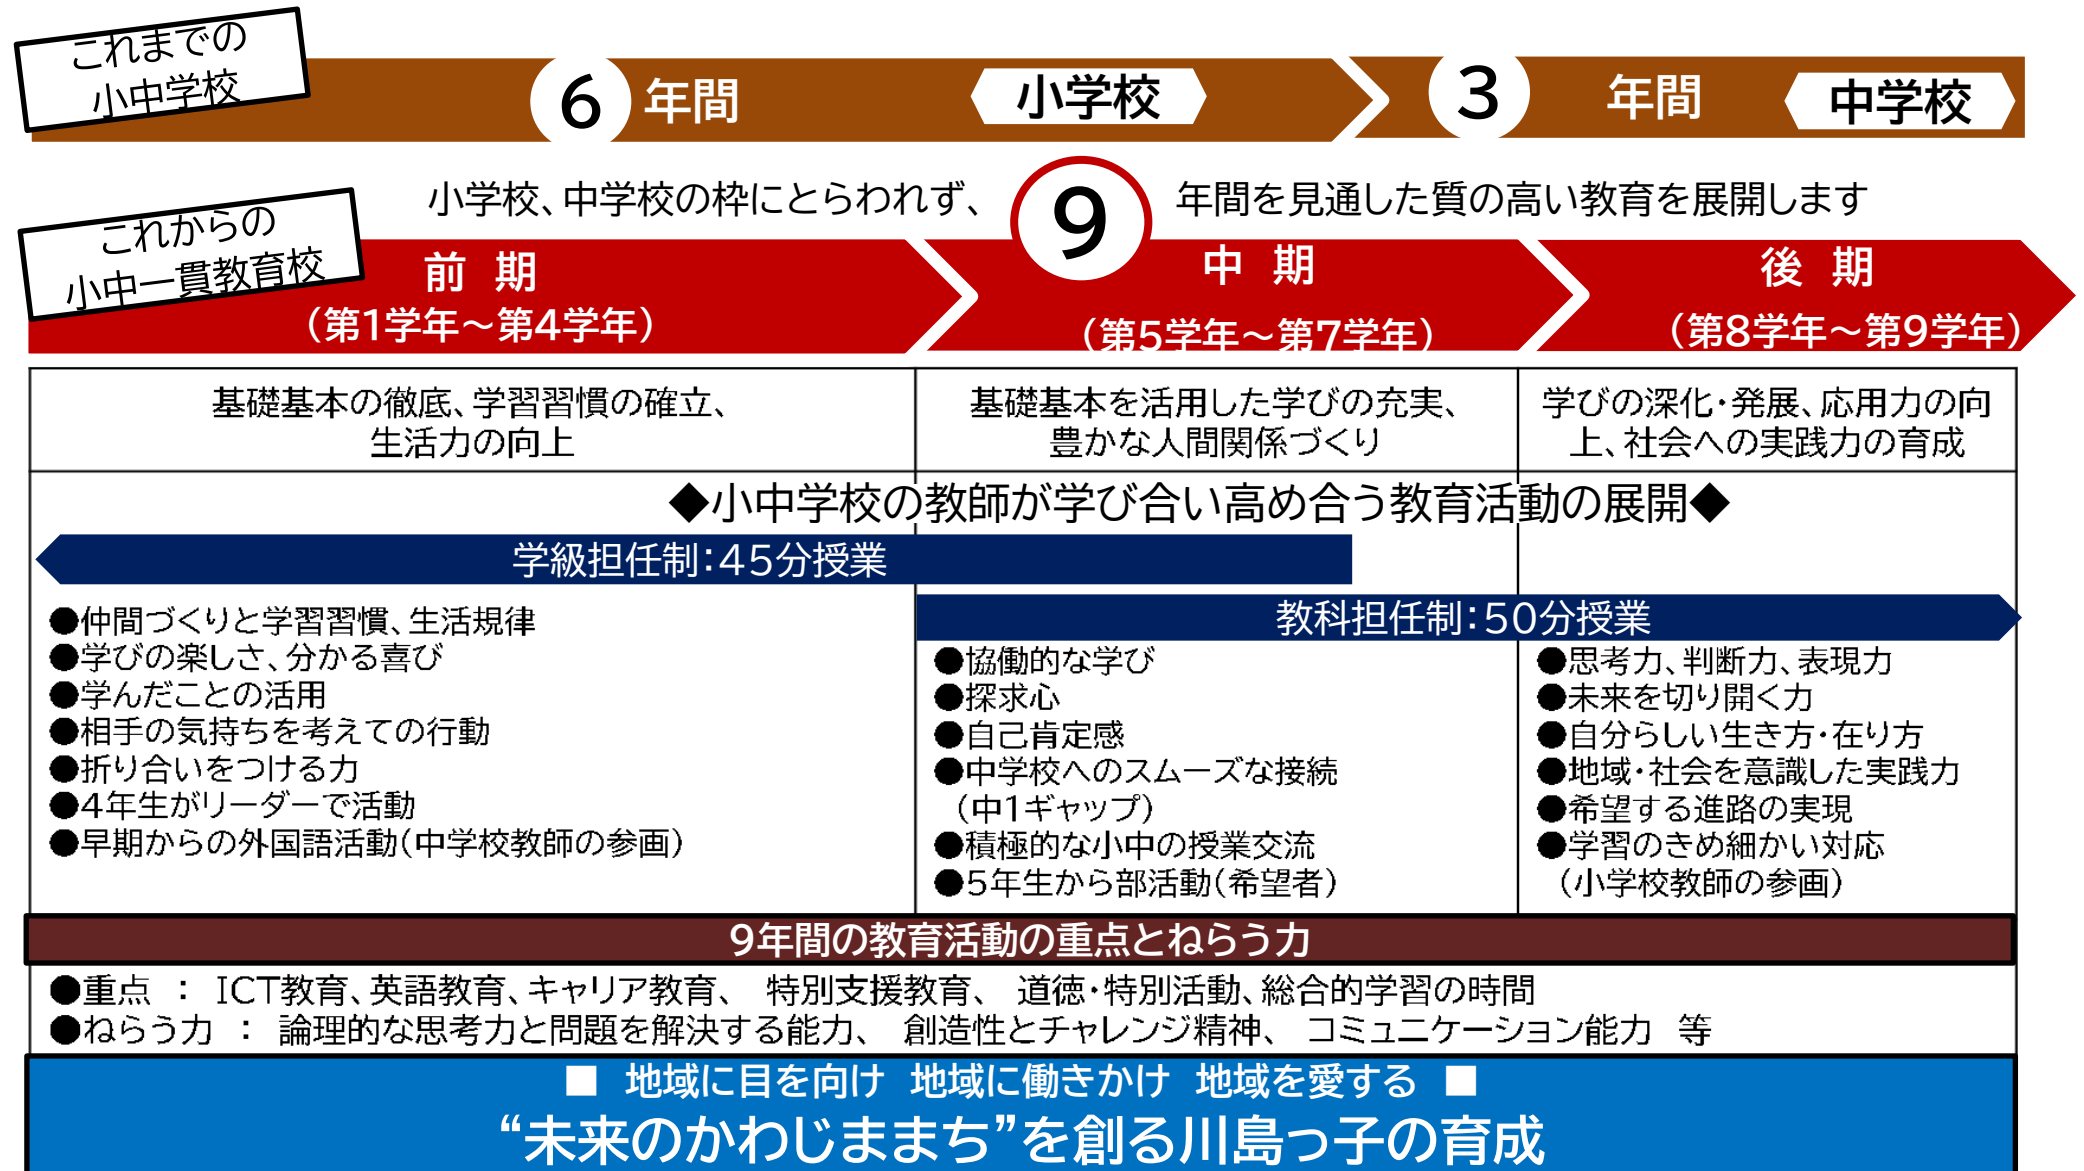 これまでの
小中学校
6 年間 小学校 3 年間 中学校
小学校、中学校の枠にとらわれず、 9 年間を見通した質の高い教育を展開します
これからの
小中一貫教育校
前 期
（第1学年～第4学年）
中 期
（第5学年～第7学年）
後 期
（第8学年～第9学年）
基礎基本の徹底、学習習慣の確立、
生活力の向上
基礎基本を活用した学びの充実、
豊かな人間関係づくり
学びの深化・発展、応用力の向
上、社会への実践力の育成
◆小中学校の教師が学び合い高め合う教育活動の展開◆
学級担任制：45分授業
教科担任制：50分授業
●仲間づくりと学習習慣、生活規律
●学びの楽しさ、分かる喜び
●学んだことの活用
●相手の気持ちを考えての行動
●折り合いをつける力
●4年生がリーダーで活動
●早期からの外国語活動（中学校教師の参画）
●協働的な学び
●探求心
●自己肯定感
●中学校へのスムーズな接続
（中1ギャップ）
●積極的な小中の授業交流
●5年生から部活動（希望者）
●思考力、判断力、表現力
●未来を切り開く力
●自分らしい生き方・在り方
●地域・社会を意識した実践力
●希望する進路の実現
●学習のきめ細かい対応
（小学校教師の参画）
9年間の教育活動の重点とねらう力
●重点 ： ICT教育、英語教育、キャリア教育、 特別支援教育、 道徳・特別活動、総合的学習の時間
●ねらう力 ： 論理的な思考力と問題を解決する能力、 創造性とチャレンジ精神、 コミュニケーション能力 等
■ 地域に目を向け 地域に働きかけ 地域を愛する ■
“未来のかわじままち”を創る川島っ子の育成